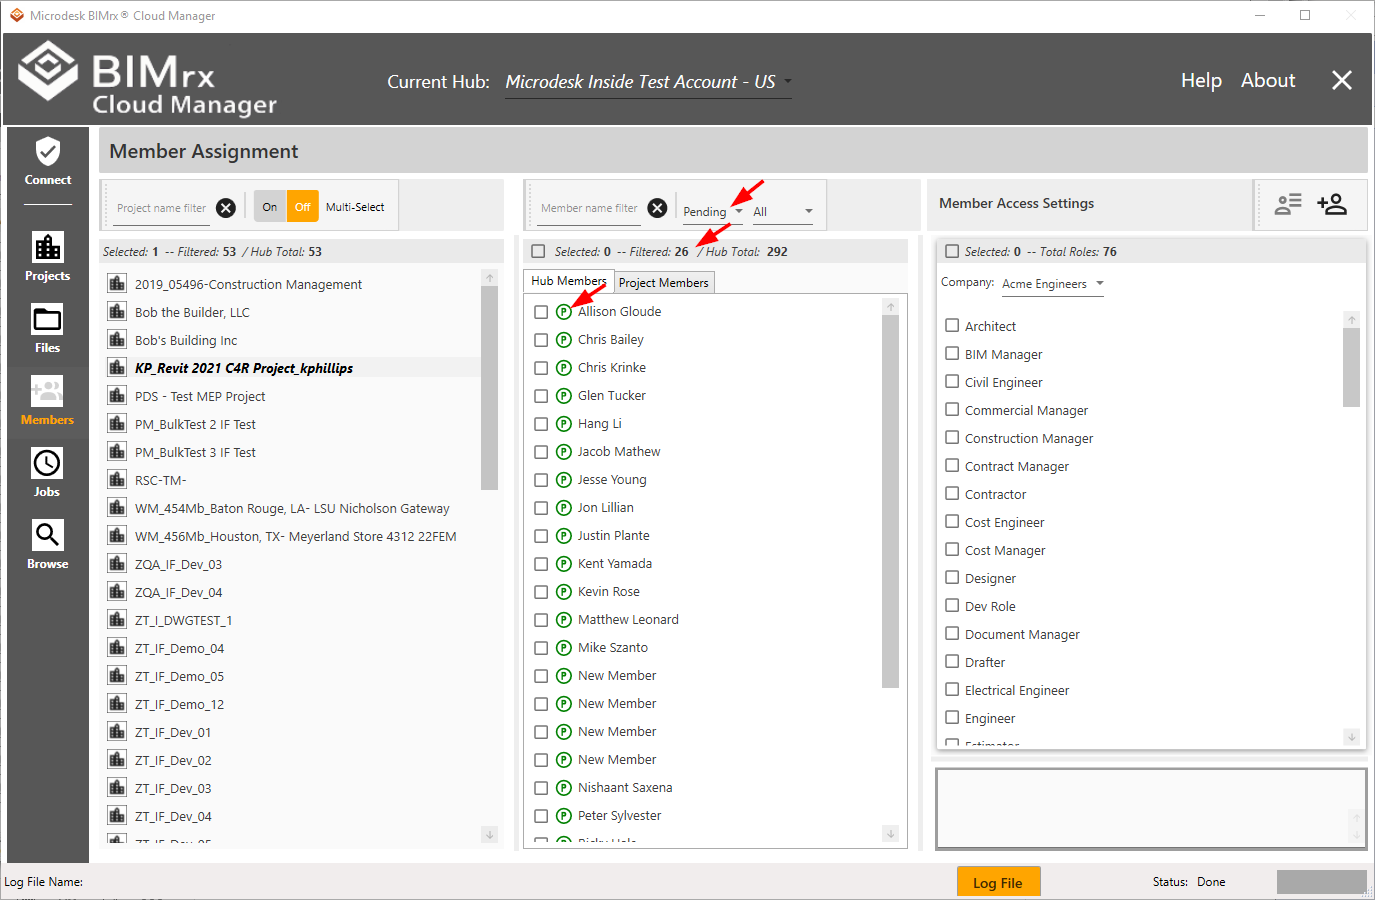 Microdesk BIMrx® Cloud Manager
BIMrx
Cloud Manager
Current Hub: Microdesk Inside Test Account - US
Help About
Connect
Projects
Files
Members
Jobs
Browse
Member Assignment
Project name filter
On Off Multi-Select
Selected: 1 -- Filtered: 53 / Hub Total: 53
2019_05496-Construction Management
Bob the Builder, LLC
Bob's Building Inc
KP_Revit 2021 C4R Project_kphillips
PDS - Test MEP Project
PM_BulkTest 2 IF Test
PM_BulkTest 3 IF Test
RSC-TM-
WM_454Mb_Baton Rouge, LA- LSU Nicholson Gateway
WM_456Mb_Houston, TX- Meyerland Store 4312 22FEM
ZQA_IF_Dev_03
ZQA_IF_Dev_04
ZT_I_DWGTEST_1
ZT_IF_Demo_04
ZT_IF_Demo_05
ZT_IF_Demo_12
ZT_IF_Dev_01
ZT_IF_Dev_02
ZT_IF_Dev_03
ZT_IF_Dev_04
Member name filter
Pending All
Selected: 0 -- Filtered: 26 / Hub Total: 292
Hub Members Project Members
P Allison Gloude
P Chris Bailey
P Chris Krinke
P Glen Tucker
P Hang Li
P Jacob Mathew
P Jesse Young
P Jon Lillian
P Justin Plante
P Kent Yamada
P Kevin Rose
P Matthew Leonard
P Mike Szanto
P New Member
P New Member
P New Member
P New Member
P Nishaant Saxena
P Peter Sylvester
Member Access Settings
Selected: 0 -- Total Roles: 76
Company: Acme Engineers
Architect
BIM Manager
Civil Engineer
Commercial Manager
Construction Manager
Contract Manager
Contractor
Cost Engineer
Cost Manager
Designer
Dev Role
Document Manager
Drafter
Electrical Engineer
Engineer
Estimator
Log File Name:
Log File
Status: Done